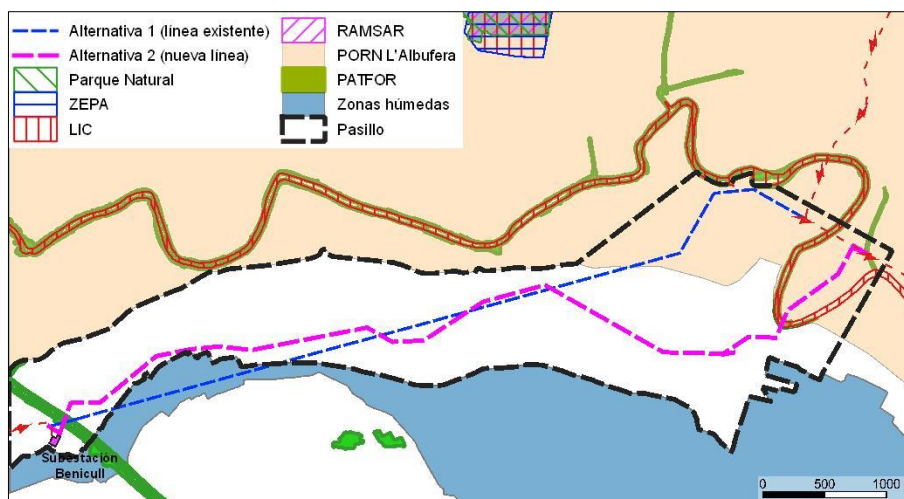 Alternativa 1 (línea existente)
Alternativa 2 (nueva línea)
Parque Natural
ZEPA
LIC
RAMSAR
PORN L'Albufera
PATFOR
Zonas húmedas
Pasillo
Subestación
Benicull
0 500 1000